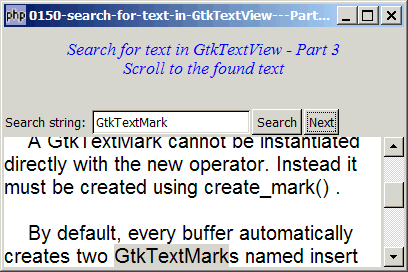 php 0150-search-for-text-in-GtkTextView---Part...
Search for text in GtkTextView - Part 3
Scroll to the found text
Search string: GtkTextMark Search Next
A GtkTextMark cannot be instantiated
directly with the new operator. Instead it
must be created using create_mark() .
By default, every buffer automatically
creates two GtkTextMarks named insert